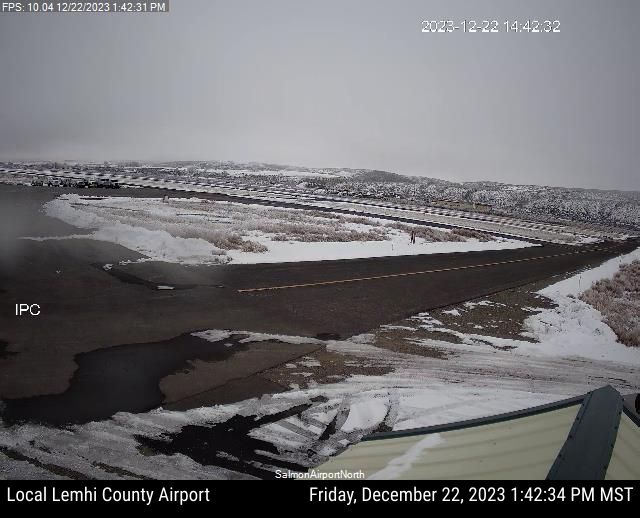 FPS: 10.04 12/22/2023 1:42:31 PM
2023-12-22 14:42:32
IPC
SalmonAirportNorth
Local Lemhi County Airport
Friday, December 22, 2023 1:42:34 PM MST